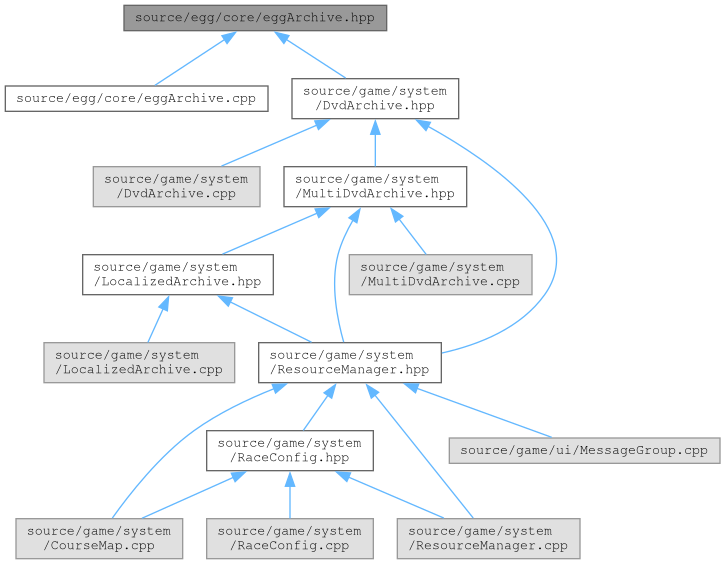 source/egg/core/eggArchive.hpp
source/egg/core/eggArchive.cpp
source/game/system
/DvdArchive.hpp
source/game/system
/DvdArchive.cpp
source/game/system
/MultiDvdArchive.hpp
source/game/system
/LocalizedArchive.hpp
source/game/system
/MultiDvdArchive.cpp
source/game/system
/LocalizedArchive.cpp
source/game/system
/ResourceManager.hpp
source/game/system
/RaceConfig.hpp
source/game/ui/MessageGroup.cpp
source/game/system
/CourseMap.cpp
source/game/system
/RaceConfig.cpp
source/game/system
/ResourceManager.cpp